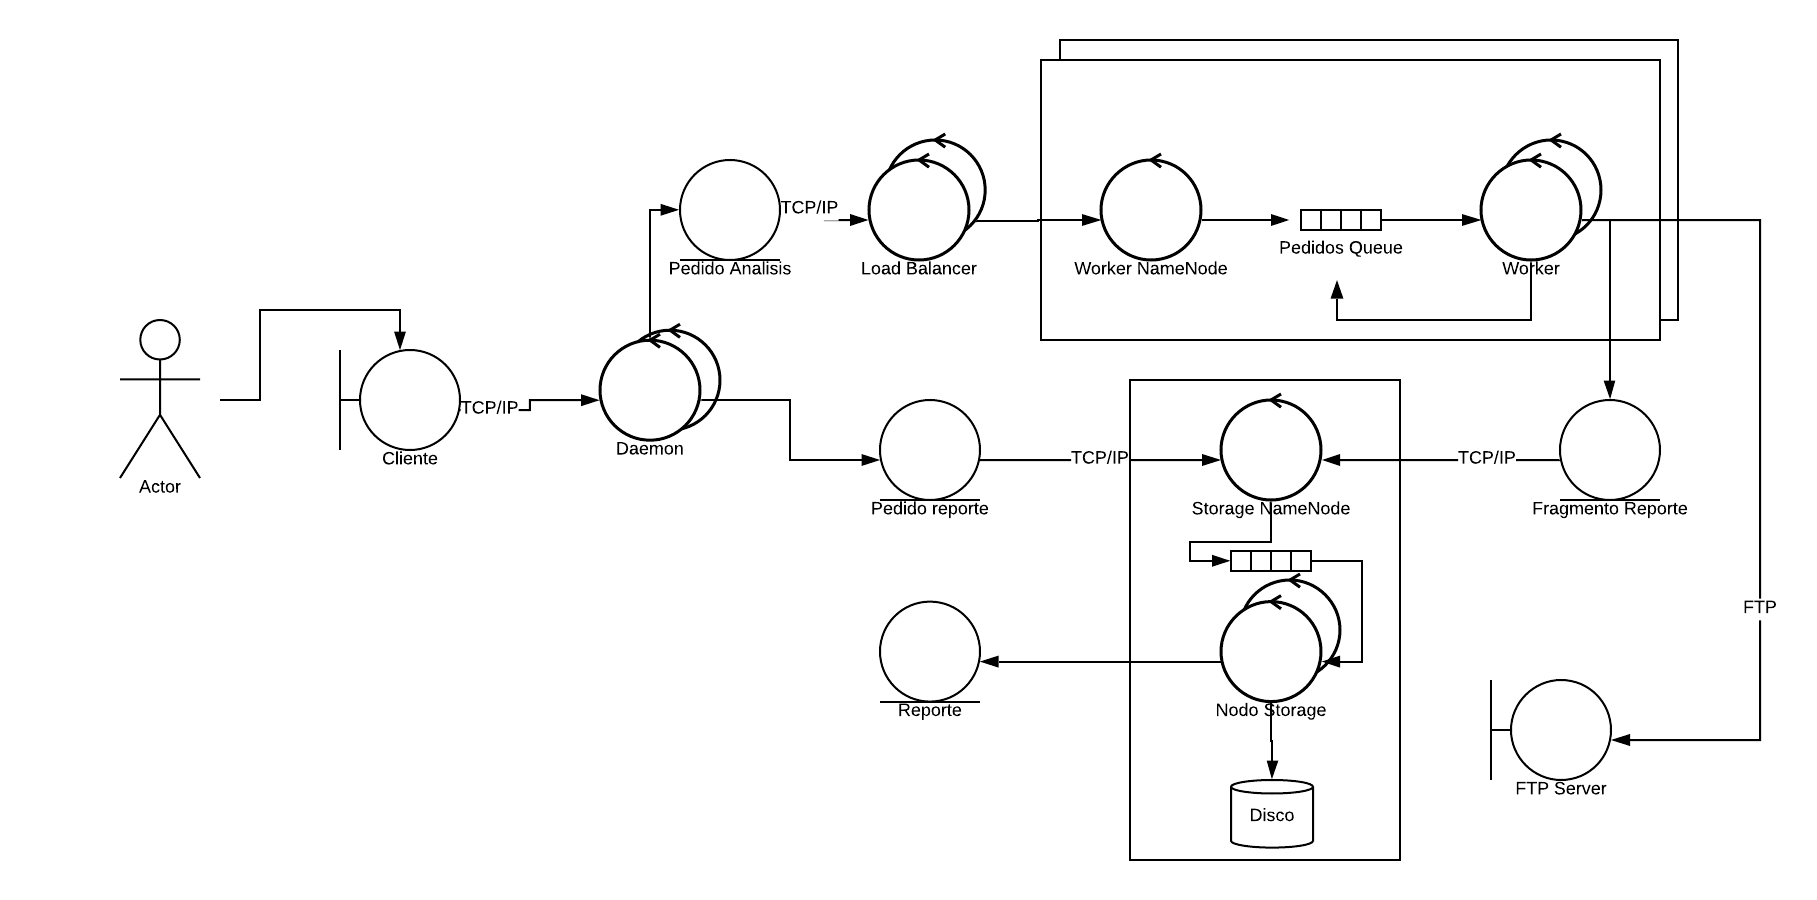 TCP/IP
Pedido Analisis
Load Balancer
Worker NameNode
Pedidos Queue
Worker
Actor
Cliente
TCP/IP
Daemon
Pedido reporte
TCP/IP
Storage NameNode
TCP/IP
Fragmento Reporte
FTP
Reporte
Nodo Storage
Disco
FTP Server